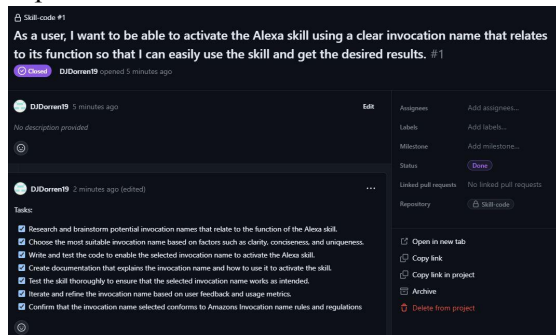 Skill-code #1
As a user, I want to be able to activate the Alexa skill using a clear invocation name that relates
to its function so that I can easily use the skill and get the desired results. #1
Closed DJDorren19 opened 5 minutes ago
DJDorren19 5 minutes ago Edit
No description provided
DJDorren19 2 minutes ago (edited) ...
Tasks:
Research and brainstorm potential invocation names that relate to the function of the Alexa skill.
Choose the most suitable invocation name based on factors such as clarity, conciseness, and uniqueness.
Write and test the code to enable the selected invocation name to activate the Alexa skill.
Create documentation that explains the invocation name and how to use it to activate the skill.
Test the skill thoroughly to ensure that the selected invocation name works as intended.
Iterate and refine the invocation name based on user feedback and usage metrics.
Confirm that the invocation name selected conforms to Amazons Invocation name rules and regulations
Assignees Add assignees...
Labels Add labels...
Milestone Add milestone...
Status Done
Linked pull requests No linked pull requests
Repository Skill-code
Open in new tab
Copy link
Copy link in project
Archive
Delete from project